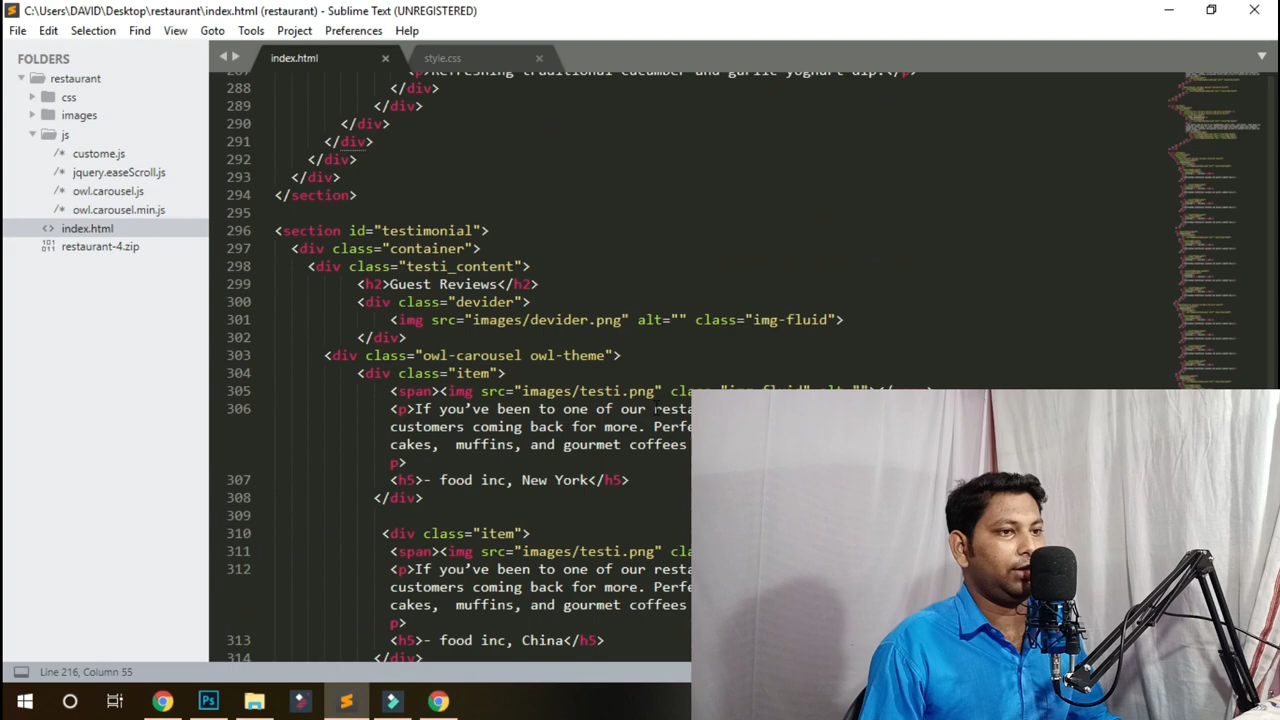 C:\Users\DAVID\Desktop\restaurant\index.html (restaurant) - Sublime Text (UNREGISTERED)
File Edit Selection Find View Goto Tools Project Preferences Help
FOLDERS
restaurant
css
images
js
/* custome.js
/* jquery.easeScroll.js
/* owl.carousel.js
/* owl.carousel.min.js
<> index.html
restaurant-4.zip
index.html
style.css
287 <p>Refreshing traditional cucumber and garlic yoghurt dip.</p>
288 </div>
289 </div>
290 </div>
291 </div>
292 </div>
293 </div>
294 </section>
295
296 <section id="testimonial">
297 <div class="container">
298 <div class="testi_content">
299 <h2>Guest Reviews</h2>
300 <div class="devider">
301 <img src="images/devider.png" alt="" class="img-fluid">
302 </div>
303 <div class="owl-carousel owl-theme">
304 <div class="item">
305 <span><img src="images/testi.png"
306 <p>If you’ve been to one of our
customers coming back for more.
cakes, muffins, and gourmet coffees
p>
307 <h5>- food inc, New York</h5>
308 </div>
309
310 <div class="item">
311 <span><img src="images/testi.png"
312 <p>If you’ve been to one of our
customers coming back for more.
cakes, muffins, and gourmet coffees
p>
313 <h5>- food inc, China</h5>
314 </div>
Line 216, Column 55
Ps